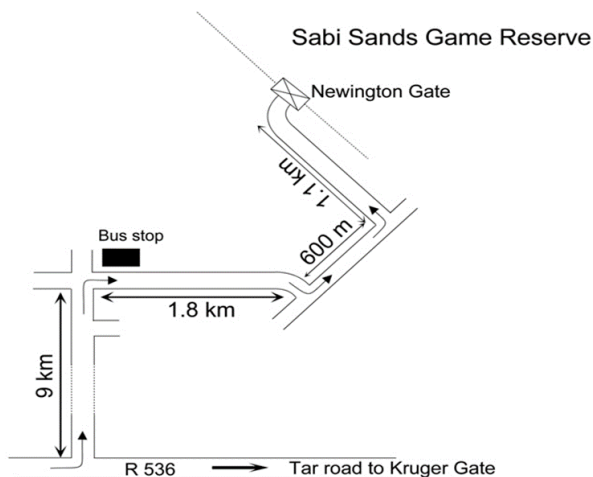 Sabi Sands Game Reserve
Newington Gate
1.1 km
Bus stop
600 m
1.8 km
9 km
R 536
Tar road to Kruger Gate